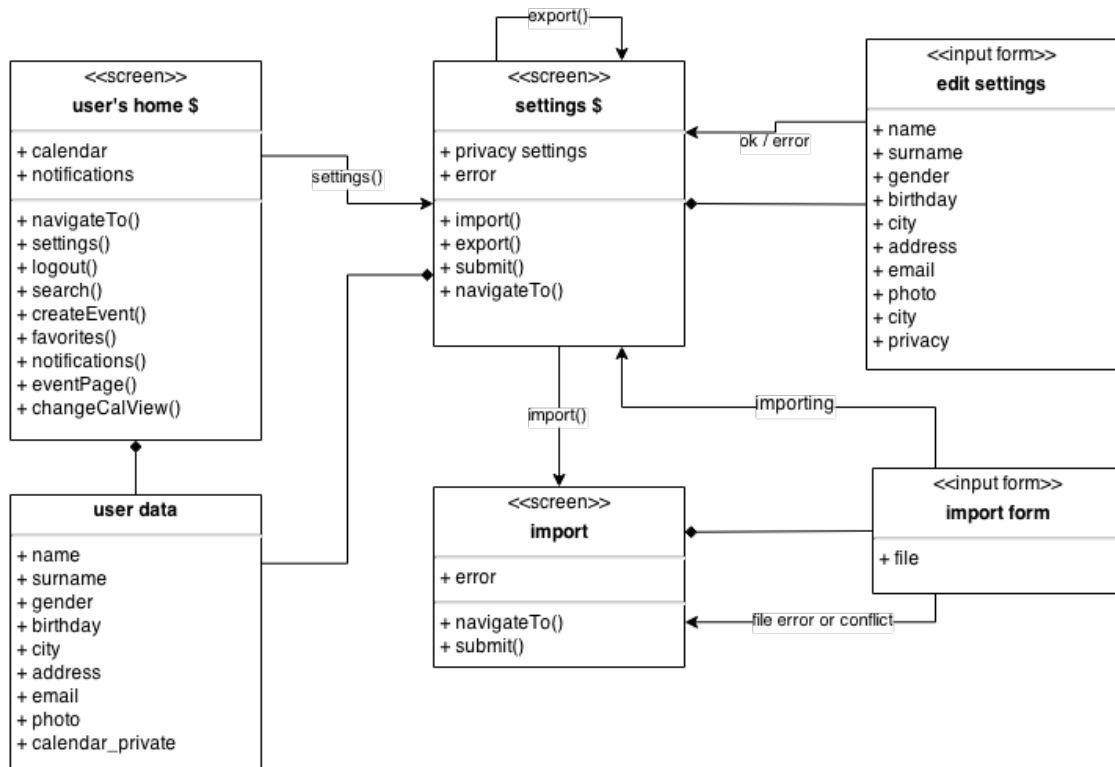 export()
<<screen>>
user's home $
+ calendar
+ notifications
+ navigateTo()
+ settings()
+ logout()
+ search()
+ createEvent()
+ favorites()
+ notifications()
+ eventPage()
+ changeCalView()
settings()
<<screen>>
settings $
+ privacy settings
+ error
+ import()
+ export()
+ submit()
+ navigateTo()
ok / error
<<input form>>
edit settings
+ name
+ surname
+ gender
+ birthday
+ city
+ address
+ email
+ photo
+ city
+ privacy
import()
importing
user data
+ name
+ surname
+ gender
+ birthday
+ city
+ address
+ email
+ photo
+ calendar_private
<<screen>>
import
+ error
+ navigateTo()
+ submit()
<<input form>>
import form
+ file
file error or conflict